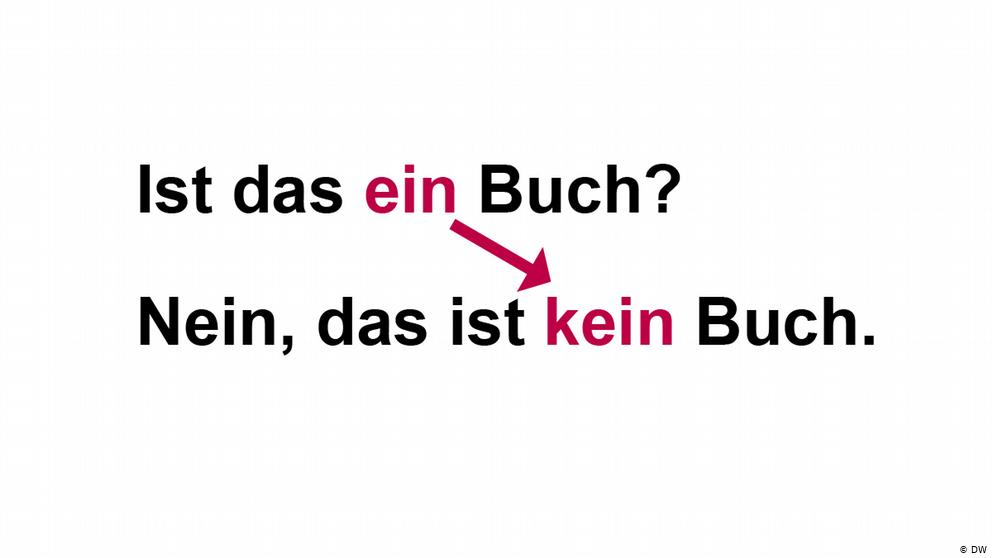 Ist das ein Buch?
Nein, das ist kein Buch.
© DW